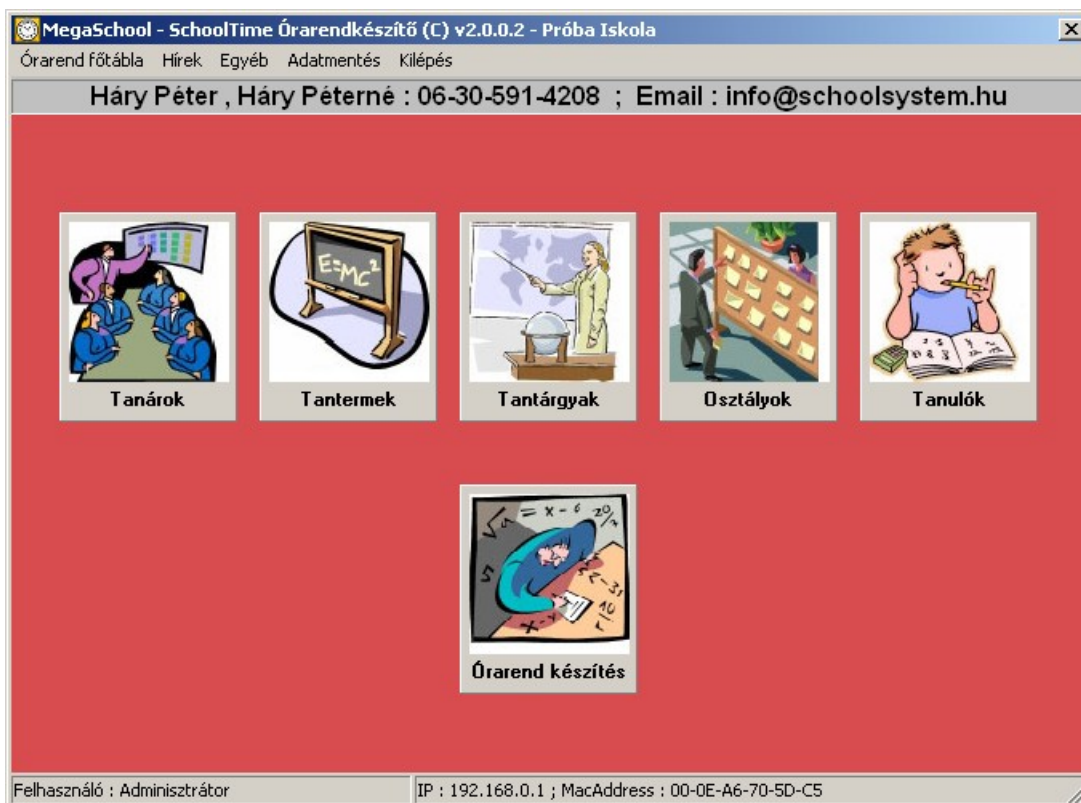 MegaSchool - SchoolTime Órarendkészítő (C) v2.0.0.2 - Próba Iskola
Órarend főtábla Hírek Egyéb Adatmentés Kilépés
Háry Péter , Háry Péterné : 06-30-591-4208 ; Email : info@schoolsystem.hu
E=MC²
Tanárok Tantermek Tantárgyak Osztályok Tanulók
Órarend készítés
Felhasználó : Adminisztrátor IP : 192.168.0.1 ; MacAddress : 00-0E-A6-70-5D-C5